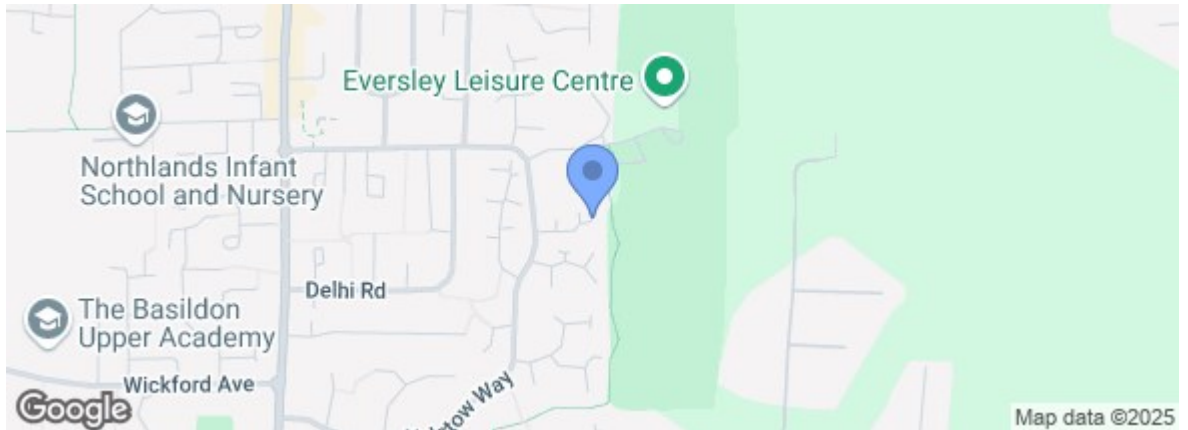 Eversley Leisure Centre
Northlands Infant
School and Nursery
Delhi Rd
The Basildon
Upper Academy
Wickford Ave
Way
Google
Map data ©2025